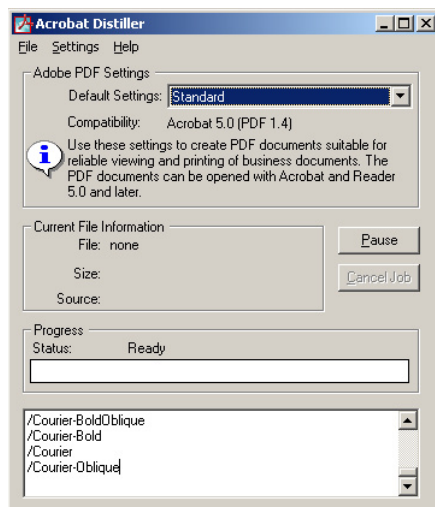 Acrobat Distiller
File Settings Help
Adobe PDF Settings
Default Settings: Standard
Compatibility: Acrobat 5.0 (PDF 1.4)
Use these settings to create PDF documents suitable for
reliable viewing and printing of business documents. The
PDF documents can be opened with Acrobat and Reader
5.0 and later.
Current File Information
File: none
Size:
Source:
Pause
Cancel Job
Progress
Status: Ready
/Courier-BoldOblique
/Courier-Bold
/Courier
/Courier-Oblique